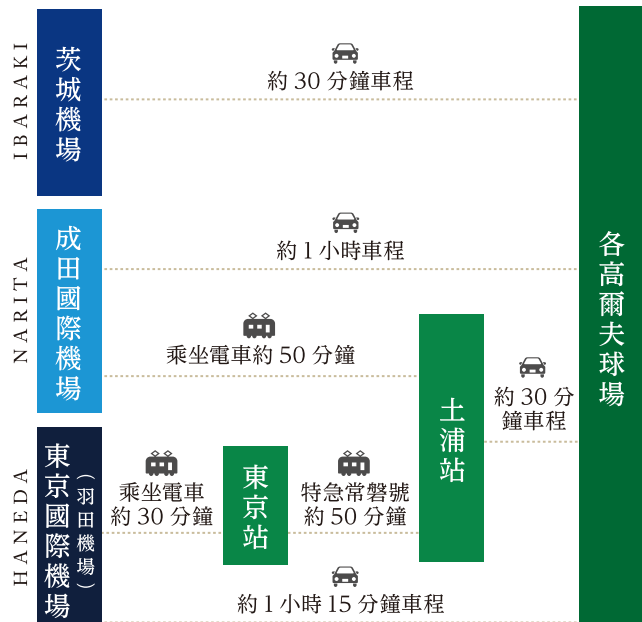 IBARAKI
茨城機場
約 30 分鐘車程
NARITA
成田國際機場
約 1 小時車程
乘坐電車約 50 分鐘
HANEDA
東京國際機場
(羽田機場)
乘坐電車
約 30 分鐘
東京站
特急常磐號
約 50 分鐘
土浦站
約 30 分
鐘車程
約 1 小時 15 分鐘車程
各高爾夫球場